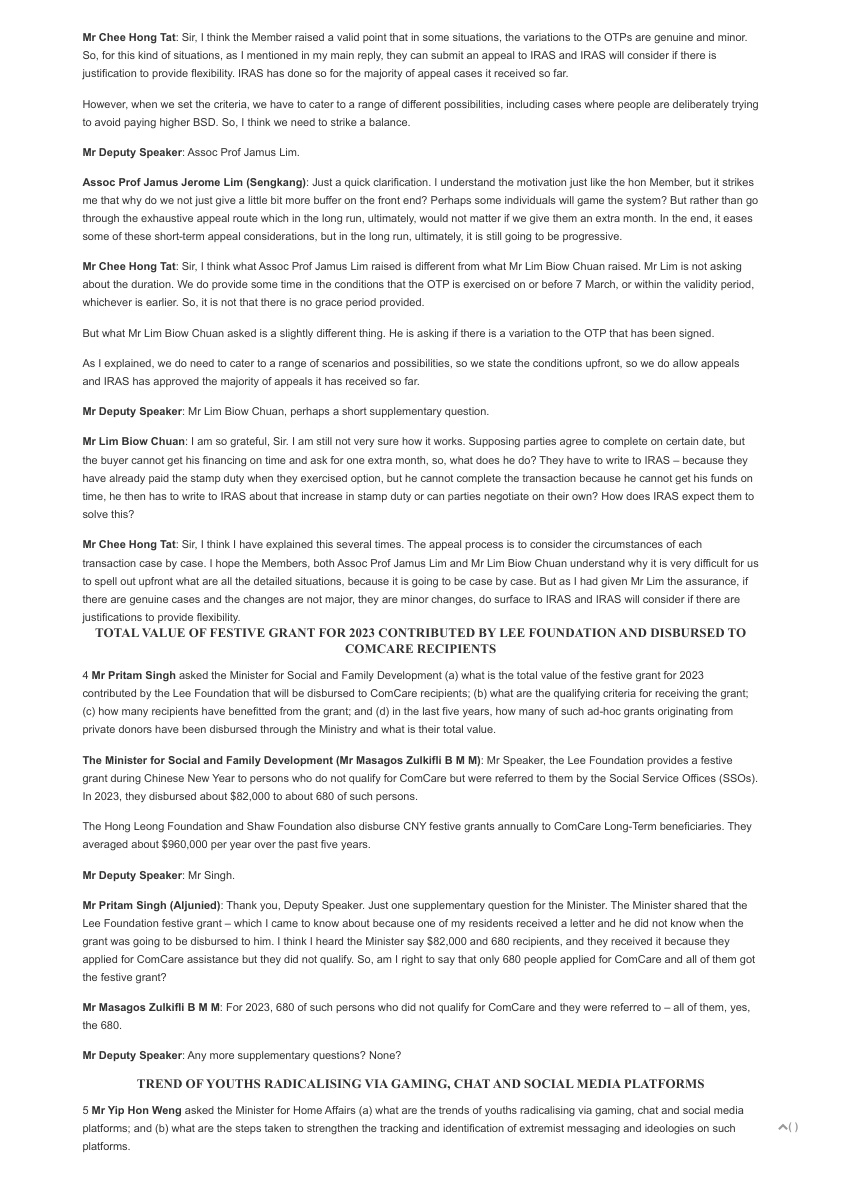 Mr Chee Hong Tat: Sir, I think the Member raised a valid point that in some situations, the variations to the OTPs are genuine and minor.
So, for this kind of situations, as I mentioned in my main reply, they can submit an appeal to IRAS and IRAS will consider if there is
justification to provide flexibility. IRAS has done so for the majority of appeal cases it received so far.
However, when we set the criteria, we have to cater to a range of different possibilities, including cases where people are deliberately trying
to avoid paying higher BSD. So, I think we need to strike a balance.
Mr Deputy Speaker: Assoc Prof Jamus Lim.
Assoc Prof Jamus Jerome Lim (Sengkang): Just a quick clarification. I understand the motivation just like the hon Member, but it strikes
me that why do we not just give a little bit more buffer on the front end? Perhaps some individuals will game the system? But rather than go
through the exhaustive appeal route which in the long run, ultimately, would not matter if we give them an extra month. In the end, it eases
some of these short-term appeal considerations, but in the long run, ultimately, it is still going to be progressive.
Mr Chee Hong Tat: Sir, I think what Assoc Prof Jamus Lim raised is different from what Mr Lim Biow Chuan raised. Mr Lim is not asking
about the duration. We do provide some time in the conditions that the OTP is exercised on or before 7 March, or within the validity period,
whichever is earlier. So, it is not that there is no grace period provided.
But what Mr Lim Biow Chuan asked is a slightly different thing. He is asking if there is a variation to the OTP that has been signed.
As I explained, we do need to cater to a range of scenarios and possibilities, so we state the conditions upfront, so we do allow appeals
and IRAS has approved the majority of appeals it has received so far.
Mr Deputy Speaker: Mr Lim Biow Chuan, perhaps a short supplementary question.
Mr Lim Biow Chuan: I am so grateful, Sir. I am still not very sure how it works. Supposing parties agree to complete on certain date, but
the buyer cannot get his financing on time and ask for one extra month, so, what does he do? They have to write to IRAS – because they
have already paid the stamp duty when they exercised option, but he cannot complete the transaction because he cannot get his funds on
time, he then has to write to IRAS about that increase in stamp duty or can parties negotiate on their own? How does IRAS expect them to
solve this?
Mr Chee Hong Tat: Sir, I think I have explained this several times. The appeal process is to consider the circumstances of each
transaction case by case. I hope the Members, both Assoc Prof Jamus Lim and Mr Lim Biow Chuan understand why it is very difficult for us
to spell out upfront what are all the detailed situations, because it is going to be case by case. But as I had given Mr Lim the assurance, if
there are genuine cases and the changes are not major, they are minor changes, do surface to IRAS and IRAS will consider if there are
justifications to provide flexibility.
TOTAL VALUE OF FESTIVE GRANT FOR 2023 CONTRIBUTED BY LEE FOUNDATION AND DISBURSED TO
COMCARE RECIPIENTS
4 Mr Pritam Singh asked the Minister for Social and Family Development (a) what is the total value of the festive grant for 2023
contributed by the Lee Foundation that will be disbursed to ComCare recipients; (b) what are the qualifying criteria for receiving the grant;
(c) how many recipients have benefitted from the grant; and (d) in the last five years, how many of such ad-hoc grants originating from
private donors have been disbursed through the Ministry and what is their total value.
The Minister for Social and Family Development (Mr Masagos Zulkifli B M M): Mr Speaker, the Lee Foundation provides a festive
grant during Chinese New Year to persons who do not qualify for ComCare but were referred to them by the Social Service Offices (SSOs).
In 2023, they disbursed about $82,000 to about 680 of such persons.
The Hong Leong Foundation and Shaw Foundation also disburse CNY festive grants annually to ComCare Long-Term beneficiaries. They
averaged about $960,000 per year over the past five years.
Mr Deputy Speaker: Mr Singh.
Mr Pritam Singh (Aljunied): Thank you, Deputy Speaker. Just one supplementary question for the Minister. The Minister shared that the
Lee Foundation festive grant – which I came to know about because one of my residents received a letter and he did not know when the
grant was going to be disbursed to him. I think I heard the Minister say $82,000 and 680 recipients, and they received it because they
applied for ComCare assistance but they did not qualify. So, am I right to say that only 680 people applied for ComCare and all of them got
the festive grant?
Mr Masagos Zulkifli B M M: For 2023, 680 of such persons who did not qualify for ComCare and they were referred to – all of them, yes,
the 680.
Mr Deputy Speaker: Any more supplementary questions? None?
TREND OF YOUTHS RADICALISING VIA GAMING, CHAT AND SOCIAL MEDIA PLATFORMS
5 Mr Yip Hon Weng asked the Minister for Home Affairs (a) what are the trends of youths radicalising via gaming, chat and social media
platforms; and (b) what are the steps taken to strengthen the tracking and identification of extremist messaging and ideologies on such
platforms.
( )